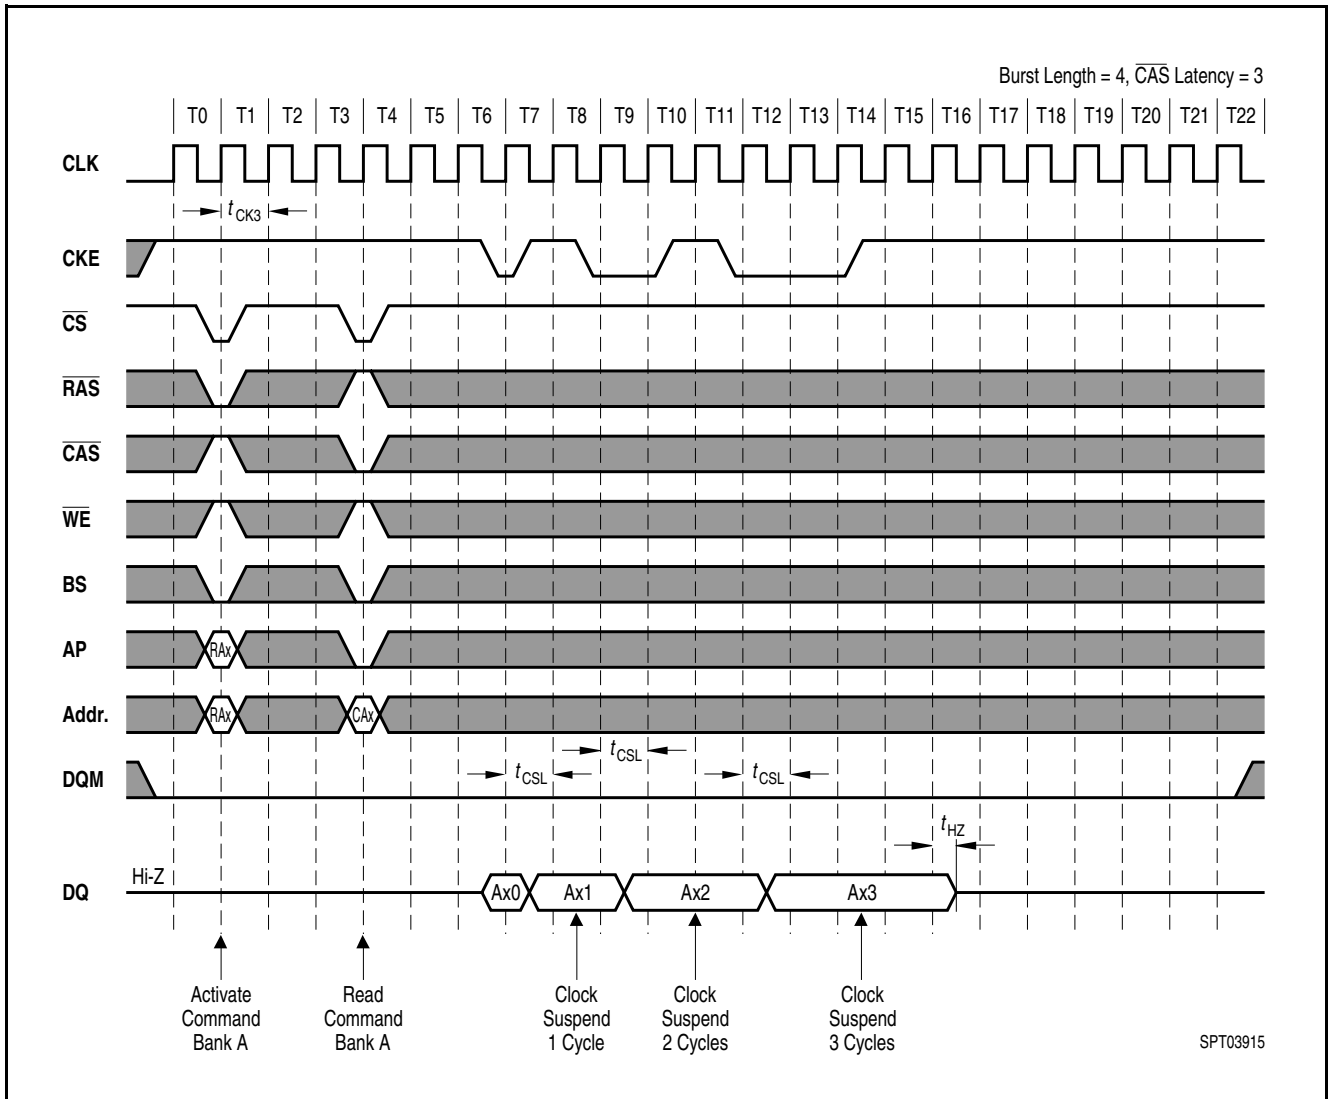 Burst Length = 4, CAS Latency = 3
T0 T1 T2 T3 T4 T5 T6 T7 T8 T9 T10 T11 T12 T13 T14 T15 T16 T17 T18 T19 T20 T21 T22
CLK
tCK3
CKE
CS
RAS
CAS
WE
BS
AP RAx
Addr. RAx CAx
tCSL
DQM tCSL tCSL
tHZ
Hi-Z
DQ Ax0 Ax1 Ax2 Ax3
Activate Command Bank A
Read Command Bank A
Clock Suspend 1 Cycle
Clock Suspend 2 Cycles
Clock Suspend 3 Cycles
SPT03915